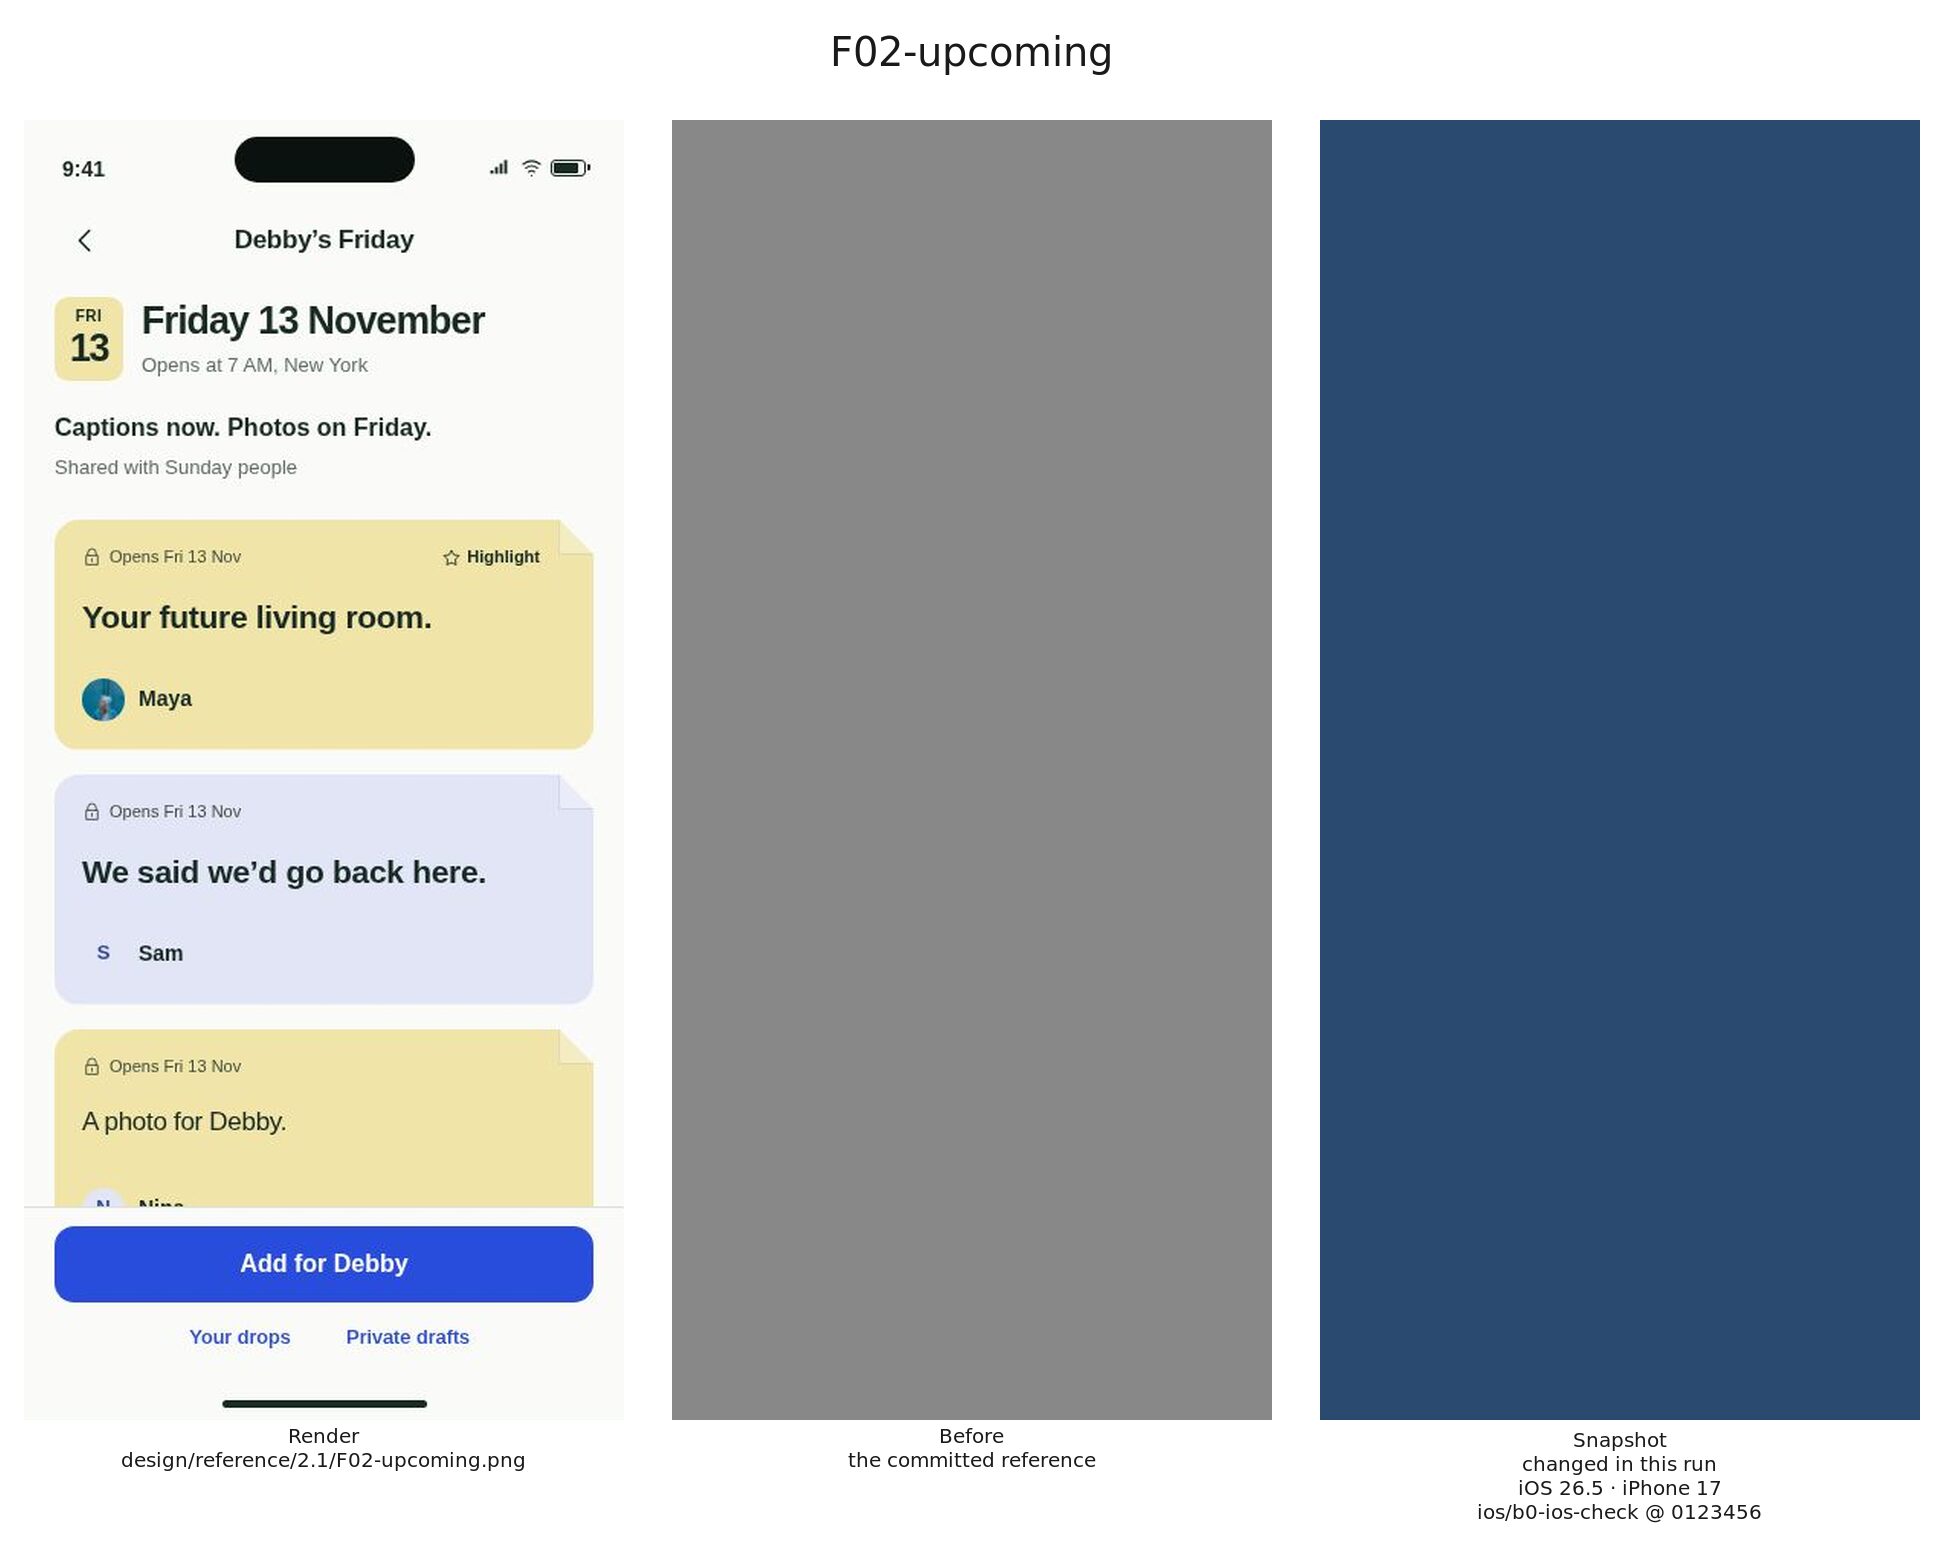 F02-upcoming
9:41
Debby’s Friday
FRI
13
Friday 13 November
Opens at 7 AM, New York
Captions now. Photos on Friday.
Shared with Sunday people
Opens Fri 13 Nov
Highlight
Your future living room.
Maya
Opens Fri 13 Nov
We said we’d go back here.
S
Sam
Opens Fri 13 Nov
A photo for Debby.
N
Nina
Add for Debby
Your drops
Private drafts
Render
design/reference/2.1/F02-upcoming.png
Before
the committed reference
Snapshot
changed in this run
iOS 26.5 · iPhone 17
ios/b0-ios-check @ 0123456